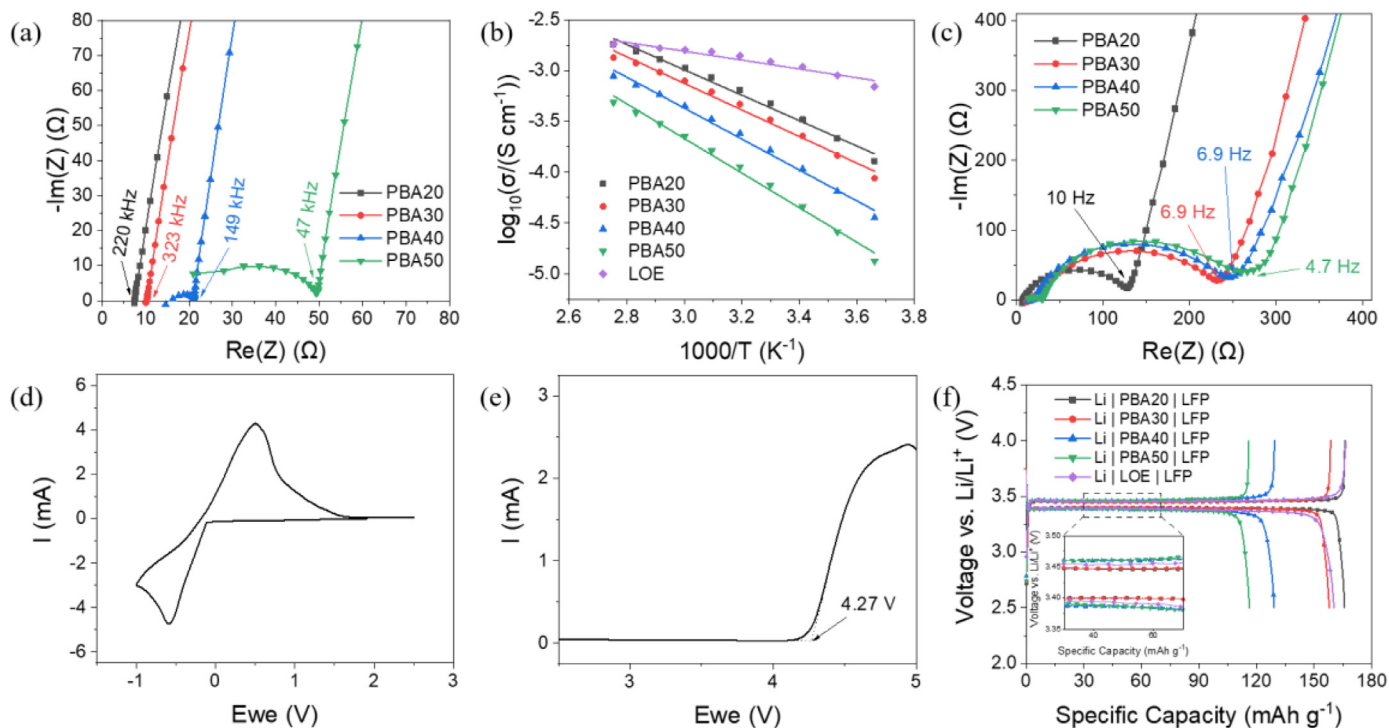 (a)
80
70
60
50
40
30
20
10
0
-Im(Z) (Ω)
220 kHz
323 kHz
149 kHz
47 kHz
PBA20
PBA30
PBA40
PBA50
0 10 20 30 40 50 60 70 80
Re(Z) (Ω)
(b)
-2.5
-3.0
-3.5
-4.0
-4.5
-5.0
log₁₀(σ/(S cm⁻¹))
PBA20
PBA30
PBA40
PBA50
LOE
2.6 2.8 3.0 3.2 3.4 3.6 3.8
1000/T (K⁻¹)
(c)
400
300
200
100
0
-Im(Z) (Ω)
PBA20
PBA30
PBA40
PBA50
10 Hz
6.9 Hz
6.9 Hz
4.7 Hz
0 100 200 300 400
Re(Z) (Ω)
(d)
6
4
2
0
-2
-4
-6
I (mA)
-1 0 1 2 3
Ewe (V)
(e)
3
2
1
0
I (mA)
4.27 V
3 4 5
Ewe (V)
(f)
4.5
4.0
3.5
3.0
2.5
2.0
Voltage vs. Li/Li⁺ (V)
Li | PBA20 | LFP
Li | PBA30 | LFP
Li | PBA40 | LFP
Li | PBA50 | LFP
Li | LOE | LFP
3.50
3.45
3.40
3.35
Voltage vs. Li/Li⁺ (V)
40 60
Specific Capacity (mAh g⁻¹)
0 30 60 90 120 150 180
Specific Capacity (mAh g⁻¹)